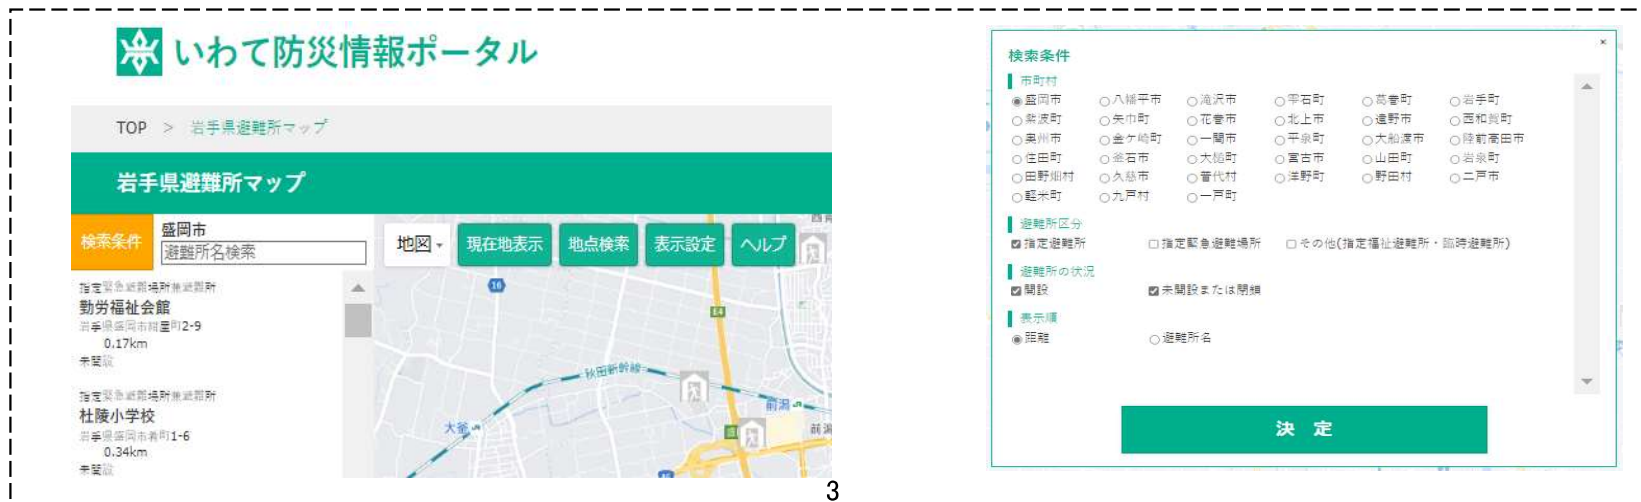 いわて防災情報ポータル
TOP > 岩手県避難所マップ
岩手県避難所マップ
検索条件
盛岡市
避難所名検索
指定緊急避難場所兼避難所
勤労福祉会館
岩手県盛岡市紺屋町2-9
0.17km
未開設
指定緊急避難場所兼避難所
杜陵小学校
岩手県盛岡市肴町1-6
0.34km
未開設
地図 現在地表示 地点検索 表示設定 ヘルプ
16
E4
秋田新幹線
前潟
大釜
前潟
3
検索条件
×
市町村
盛岡市 八幡平市 滝沢市 雫石町 葛巻町 岩手町
紫波町 矢巾町 花巻市 北上市 遠野市 西和賀町
奥州市 金ケ崎町 一関市 平泉町 大船渡市 陸前高田市
住田町 釜石市 大槌町 宮古市 山田町 岩泉町
田野畑村 久慈市 普代村 洋野町 野田村 二戸市
軽米町 九戸村 一戸町
避難所区分
指定避難所 指定緊急避難場所 その他(指定福祉避難所・臨時避難所)
避難所の状況
開設 未開設または閉鎖
表示順
距離 避難所名
決 定